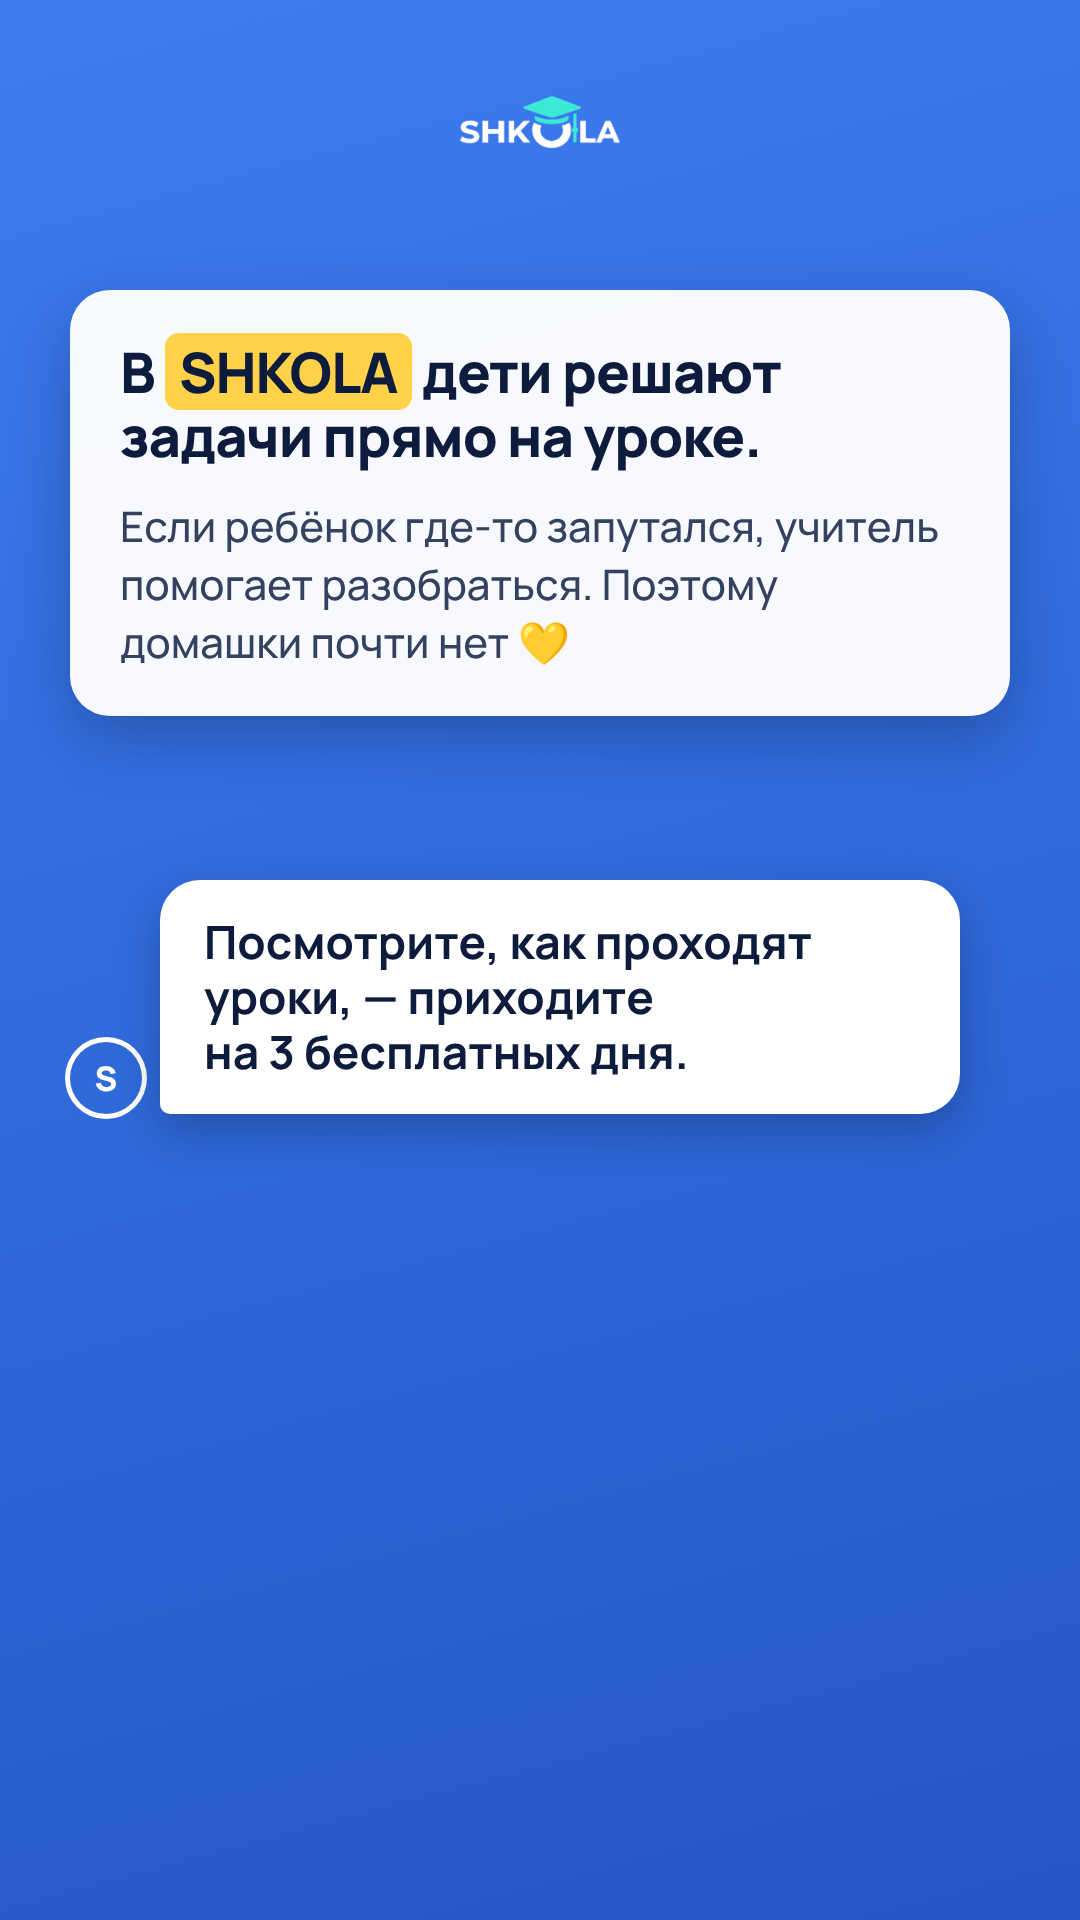 SHKOLA
В SHKOLA дети решают
задачи прямо на уроке.
Если ребёнок где-то запутался, учитель
помогает разобраться. Поэтому
домашки почти нет 💛
Посмотрите, как проходят
уроки, — приходите
на 3 бесплатных дня.
S